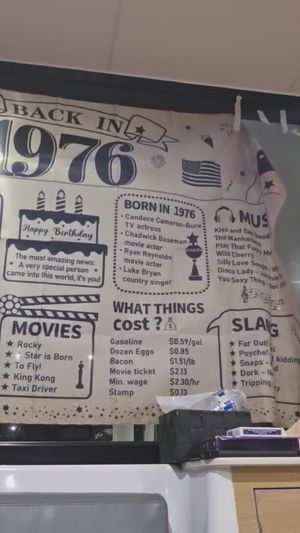 BACK IN
1976
Happy Birthday
The most amazing news:
A very special person
came into this world, it's you!
BORN IN 1976
• Candace Cameron-Bure
TV actress
• Chadwick Boseman
movie actor
• Ryan Reynolds
movie actor
• Luke Bryan
country singer
MUS
Kiss and Say Good
The Manhattans
Play That F
Wild Cherry
Silly Love Songs
Disco Lady - J
You Sexy Thing
MOVIES
★ Rocky
★ Star is Born
★ To Fly!
★ King Kong
★ Taxi Driver
WHAT THINGS
cost ?
Gasoline $0.59/gal
Dozen Eggs $0.85
Bacon $1.51/lb
Movie ticket $2.13
Min. wage $2.30/hr
Stamp $0.13
SLANG
★ Far Out
★ Psyche!
kidding
★ Snaps
★ Dork
★ Tripping